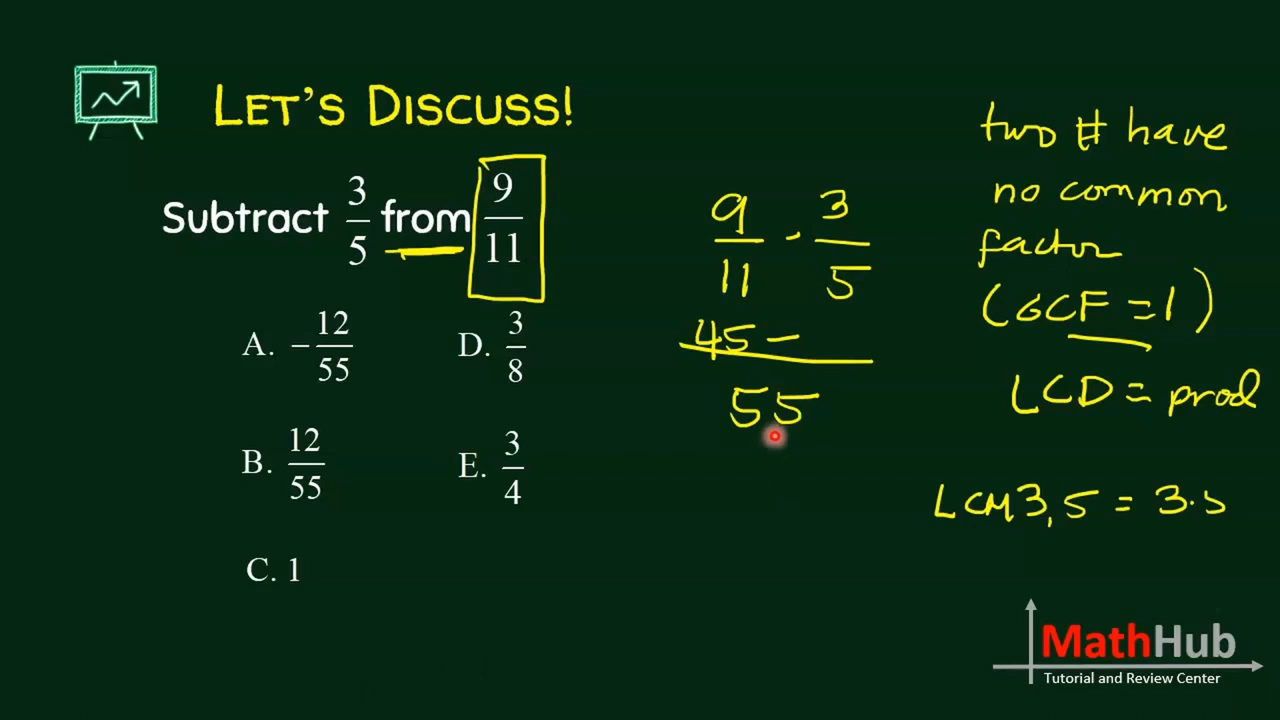 LET'S DISCUSS!
Subtract 3/5 from 9/11
A. -12/55
B. 12/55
C. 1
D. 3/8
E. 3/4
9/11 - 3/5
45 -
55
two # have
no common
factor
(GCF = 1)
LCD = prod
LCM 3,5 = 3·5
MathHub
Tutorial and Review Center